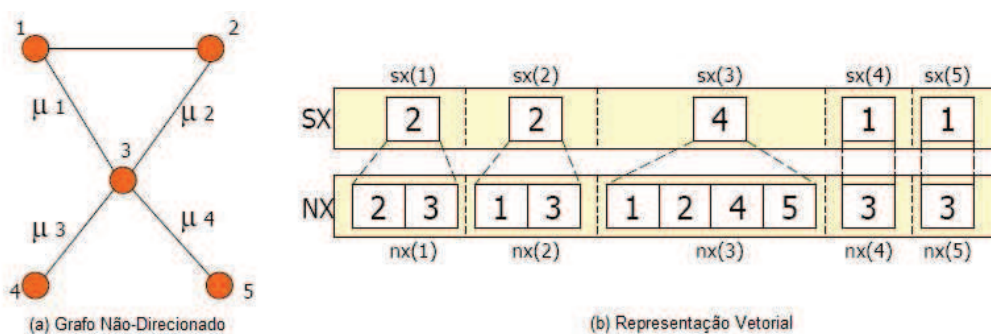 1
2
μ 1
μ 2
3
μ 3
μ 4
4
5
(a) Grafo Não-Direcionado
sx(1) sx(2) sx(3) sx(4) sx(5)
SX 2 2 4 1 1
NX 2 3 1 3 1 2 4 5 3 3
nx(1) nx(2) nx(3) nx(4) nx(5)
(b) Representação Vetorial